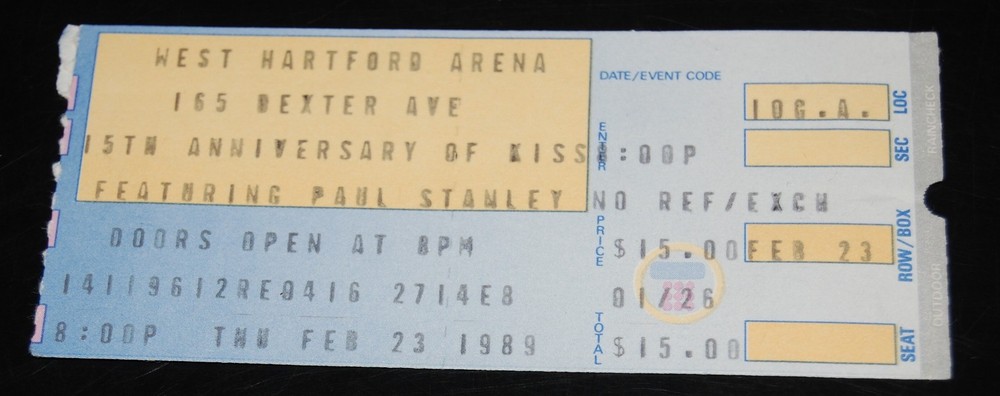 WEST HARTFORD ARENA
165 DEXTER AVE
15TH ANNIVERSARY OF KISS
FEATURING PAUL STANLEY
DOORS OPEN AT 8PM
14119612RE0416 2714E8
8:00P THU FEB 23 1989
DATE/EVENT CODE
ENTER
8:00P
NO REF/EXCH
PRICE
$15.00
01/26
TOTAL
$15.00
10G.A.
LOC
SEC
FEB 23
ROW/BOX
SEAT
RAINCHECK
OUTDOOR